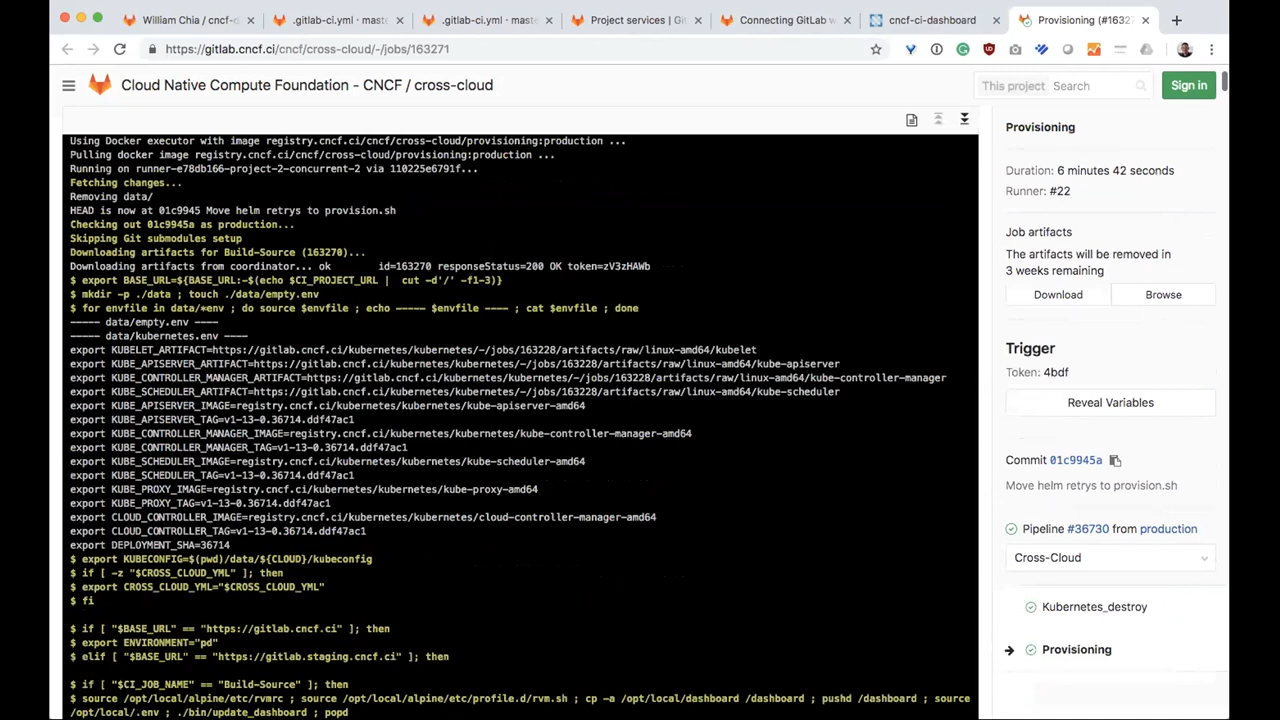 William Chia / cncf-d
.gitlab-ci.yml · maste
.gitlab-ci.yml · maste
Project services | Git
Connecting GitLab w
cncf-ci-dashboard
Provisioning (#16327
https://gitlab.cncf.ci/cncf/cross-cloud/-/jobs/163271
Cloud Native Compute Foundation - CNCF / cross-cloud
This project Search
Sign in
Using Docker executor with image registry.cncf.ci/cncf/cross-cloud/provisioning:production ...
Pulling docker image registry.cncf.ci/cncf/cross-cloud/provisioning:production ...
Running on runner-e78db166-project-2-concurrent-2 via 110225e6791f...
Fetching changes...
Removing data/
HEAD is now at 01c9945 Move helm retrys to provision.sh
Checking out 01c9945a as production...
Skipping Git submodules setup
Downloading artifacts for Build-Source (163270)...
Downloading artifacts from coordinator... ok id=163270 responseStatus=200 OK token=zV3zHAWb
$ export BASE_URL=${BASE_URL:-$(echo $CI_PROJECT_URL | cut -d'/' -f1-3)}
$ mkdir -p ./data ; touch ./data/empty.env
$ for envfile in data/*env ; do source $envfile ; echo ----- $envfile ---- ; cat $envfile ; done
----- data/empty.env ----
----- data/kubernetes.env ----
export KUBELET_ARTIFACT=https://gitlab.cncf.ci/kubernetes/kubernetes/-/jobs/163228/artifacts/raw/linux-amd64/kubelet
export KUBE_APISERVER_ARTIFACT=https://gitlab.cncf.ci/kubernetes/kubernetes/-/jobs/163228/artifacts/raw/linux-amd64/kube-apiserver
export KUBE_CONTROLLER_MANAGER_ARTIFACT=https://gitlab.cncf.ci/kubernetes/kubernetes/-/jobs/163228/artifacts/raw/linux-amd64/kube-controller-manager
export KUBE_SCHEDULER_ARTIFACT=https://gitlab.cncf.ci/kubernetes/kubernetes/-/jobs/163228/artifacts/raw/linux-amd64/kube-scheduler
export KUBE_APISERVER_IMAGE=registry.cncf.ci/kubernetes/kubernetes/kube-apiserver-amd64
export KUBE_APISERVER_TAG=v1-13-0.36714.ddf47ac1
export KUBE_CONTROLLER_MANAGER_IMAGE=registry.cncf.ci/kubernetes/kubernetes/kube-controller-manager-amd64
export KUBE_CONTROLLER_MANAGER_TAG=v1-13-0.36714.ddf47ac1
export KUBE_SCHEDULER_IMAGE=registry.cncf.ci/kubernetes/kubernetes/kube-scheduler-amd64
export KUBE_SCHEDULER_TAG=v1-13-0.36714.ddf47ac1
export KUBE_PROXY_IMAGE=registry.cncf.ci/kubernetes/kubernetes/kube-proxy-amd64
export KUBE_PROXY_TAG=v1-13-0.36714.ddf47ac1
export CLOUD_CONTROLLER_IMAGE=registry.cncf.ci/kubernetes/kubernetes/cloud-controller-manager-amd64
export CLOUD_CONTROLLER_TAG=v1-13-0.36714.ddf47ac1
export DEPLOYMENT_SHA=36714
$ export KUBECONFIG=$(pwd)/data/${CLOUD}/kubeconfig
$ if [ -z "$CROSS_CLOUD_YML" ]; then
$ export CROSS_CLOUD_YML="$CROSS_CLOUD_YML"
$ fi
$ if [ "$BASE_URL" == "https://gitlab.cncf.ci" ]; then
$ export ENVIRONMENT="pd"
$ elif [ "$BASE_URL" == "https://gitlab.staging.cncf.ci" ]; then
$ if [ "$CI_JOB_NAME" == "Build-Source" ]; then
$ source /opt/local/alpine/etc/rvmrc ; source /opt/local/alpine/etc/profile.d/rvm.sh ; cp -a /opt/local/dashboard /dashboard ; pushd /dashboard ; source
/opt/local/.env ; ./bin/update_dashboard ; popd
Provisioning
Duration: 6 minutes 42 seconds
Runner: #22
Job artifacts
The artifacts will be removed in
3 weeks remaining
Download
Browse
Trigger
Token: 4bdf
Reveal Variables
Commit 01c9945a
Move helm retrys to provision.sh
Pipeline #36730 from production
Cross-Cloud
Kubernetes_destroy
Provisioning